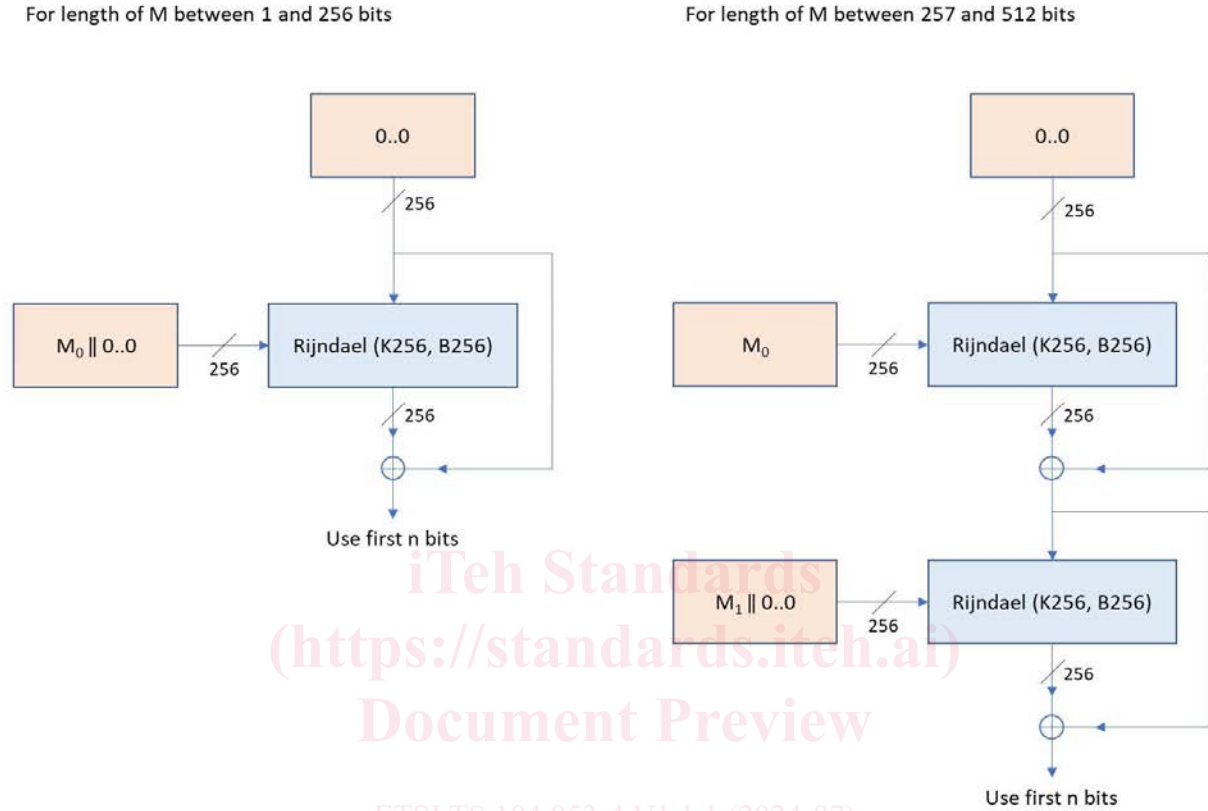 For length of M between 1 and 256 bits
0..0
256
M₀ || 0..0
256
Rijndael (K256, B256)
256
Use first n bits
For length of M between 257 and 512 bits
0..0
256
M₀
256
Rijndael (K256, B256)
256
M₁ || 0..0
256
Rijndael (K256, B256)
256
Use first n bits
iTeh Standards
(https://standards.iteh.ai)
Document Preview